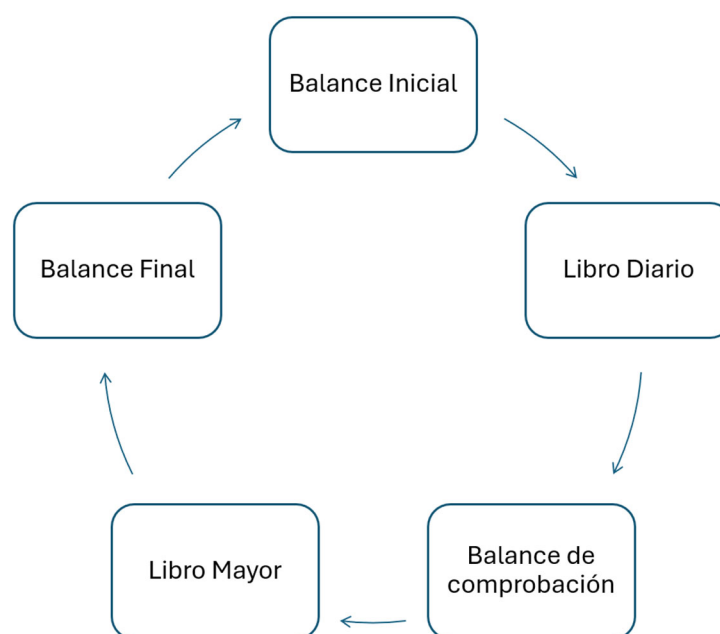 Balance Inicial
Libro Diario
Balance de
comprobación
Libro Mayor
Balance Final